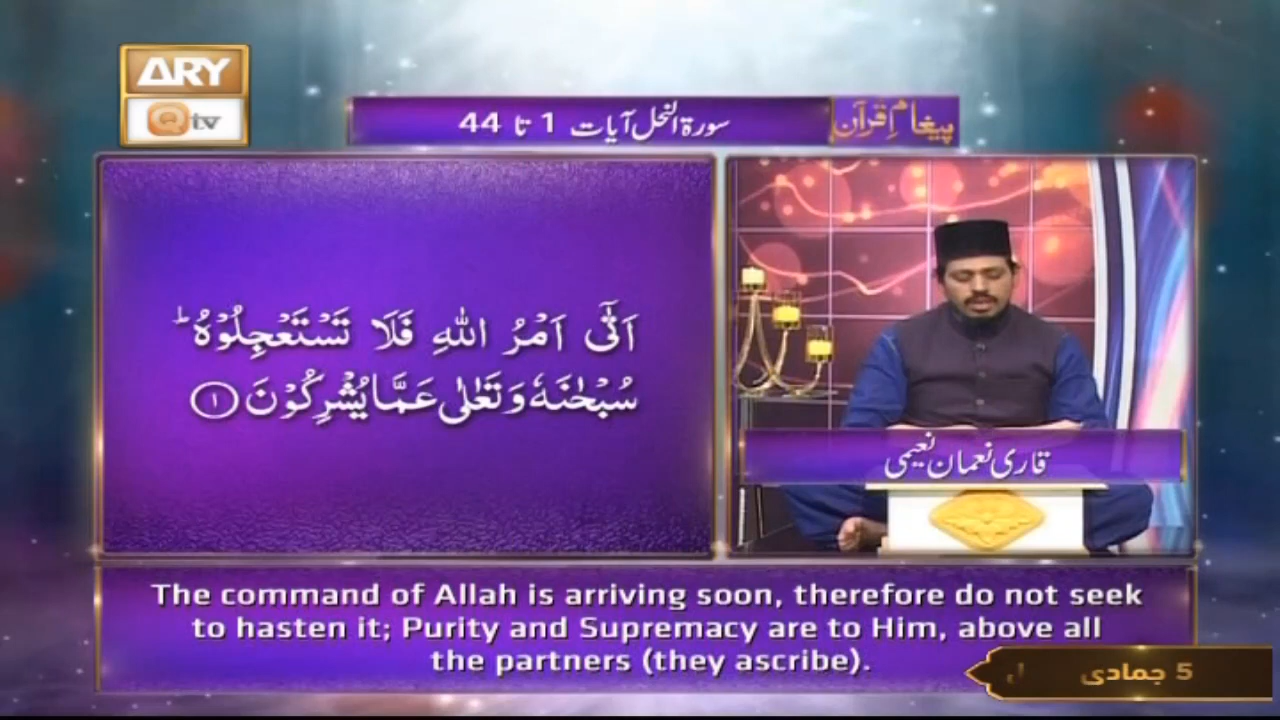 ARY
Qtv
پیغامِ قرآن
سورۃ النحل آیات 1 تا 44
اَتٰۤى اَمْرُ اللّٰهِ فَلَا تَسْتَعْجِلُوْهُ ؕ
سُبْحٰنَهٗ وَ تَعٰلٰى عَمَّا يُشْرِكُوْنَ ۝۱
قاری نعمان نعیمی
The command of Allah is arriving soon, therefore do not seek
to hasten it; Purity and Supremacy are to Him, above all
the partners (they ascribe).
5 جمادی